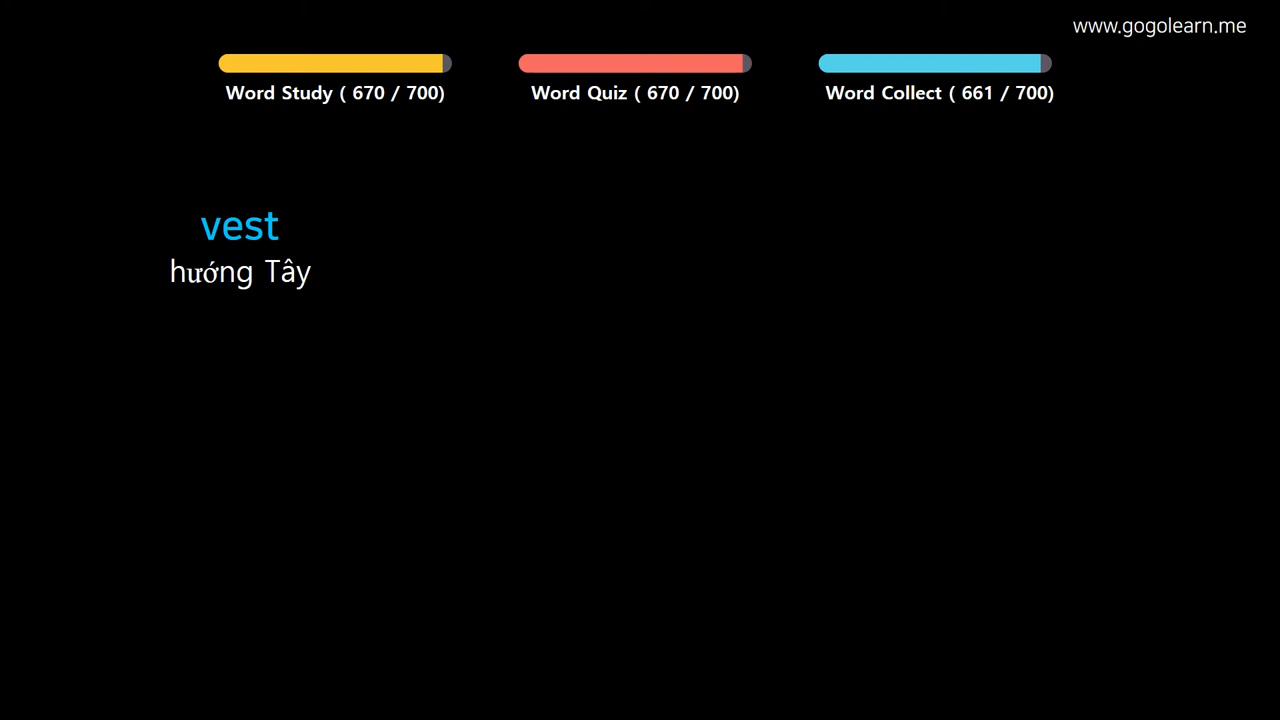 www.gogolearn.me
Word Study ( 670 / 700)
Word Quiz ( 670 / 700)
Word Collect ( 661 / 700)
vest
hướng Tây